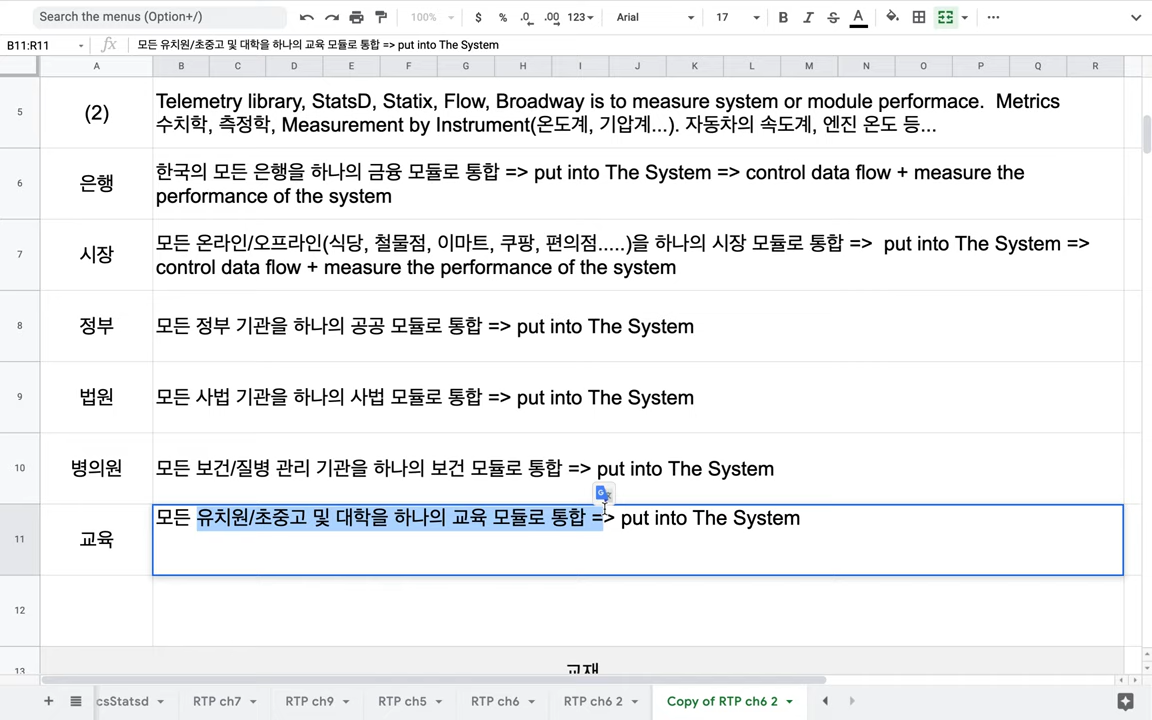 Search the menus (Option+/)
100%
$ % .0 .00 123
Arial
17
B I S A
B11:R11
fx
모든 유치원/초중고 및 대학을 하나의 교육 모듈로 통합 => put into The System
A B C D E F G H I J K L M N O P Q R
5
(2)
Telemetry library, StatsD, Statix, Flow, Broadway is to measure system or module performace.  Metrics
수치학, 측정학, Measurement by Instrument(온도계, 기압계...). 자동차의 속도계, 엔진 온도 등...
6
은행
한국의 모든 은행을 하나의 금융 모듈로 통합 => put into The System => control data flow + measure the
performance of the system
7
시장
모든 온라인/오프라인(식당, 철물점, 이마트, 쿠팡, 편의점.....)을 하나의 시장 모듈로 통합 =>  put into The System =>
control data flow + measure the performance of the system
8
정부
모든 정부 기관을 하나의 공공 모듈로 통합 => put into The System
9
법원
모든 사법 기관을 하나의 사법 모듈로 통합 => put into The System
10
병의원
모든 보건/질병 관리 기관을 하나의 보건 모듈로 통합 => put into The System
11
교육
모든 유치원/초중고 및 대학을 하나의 교육 모듈로 통합 => put into The System
12
13
교재
csStatsd
RTP ch7
RTP ch9
RTP ch5
RTP ch6
RTP ch6 2
Copy of RTP ch6 2